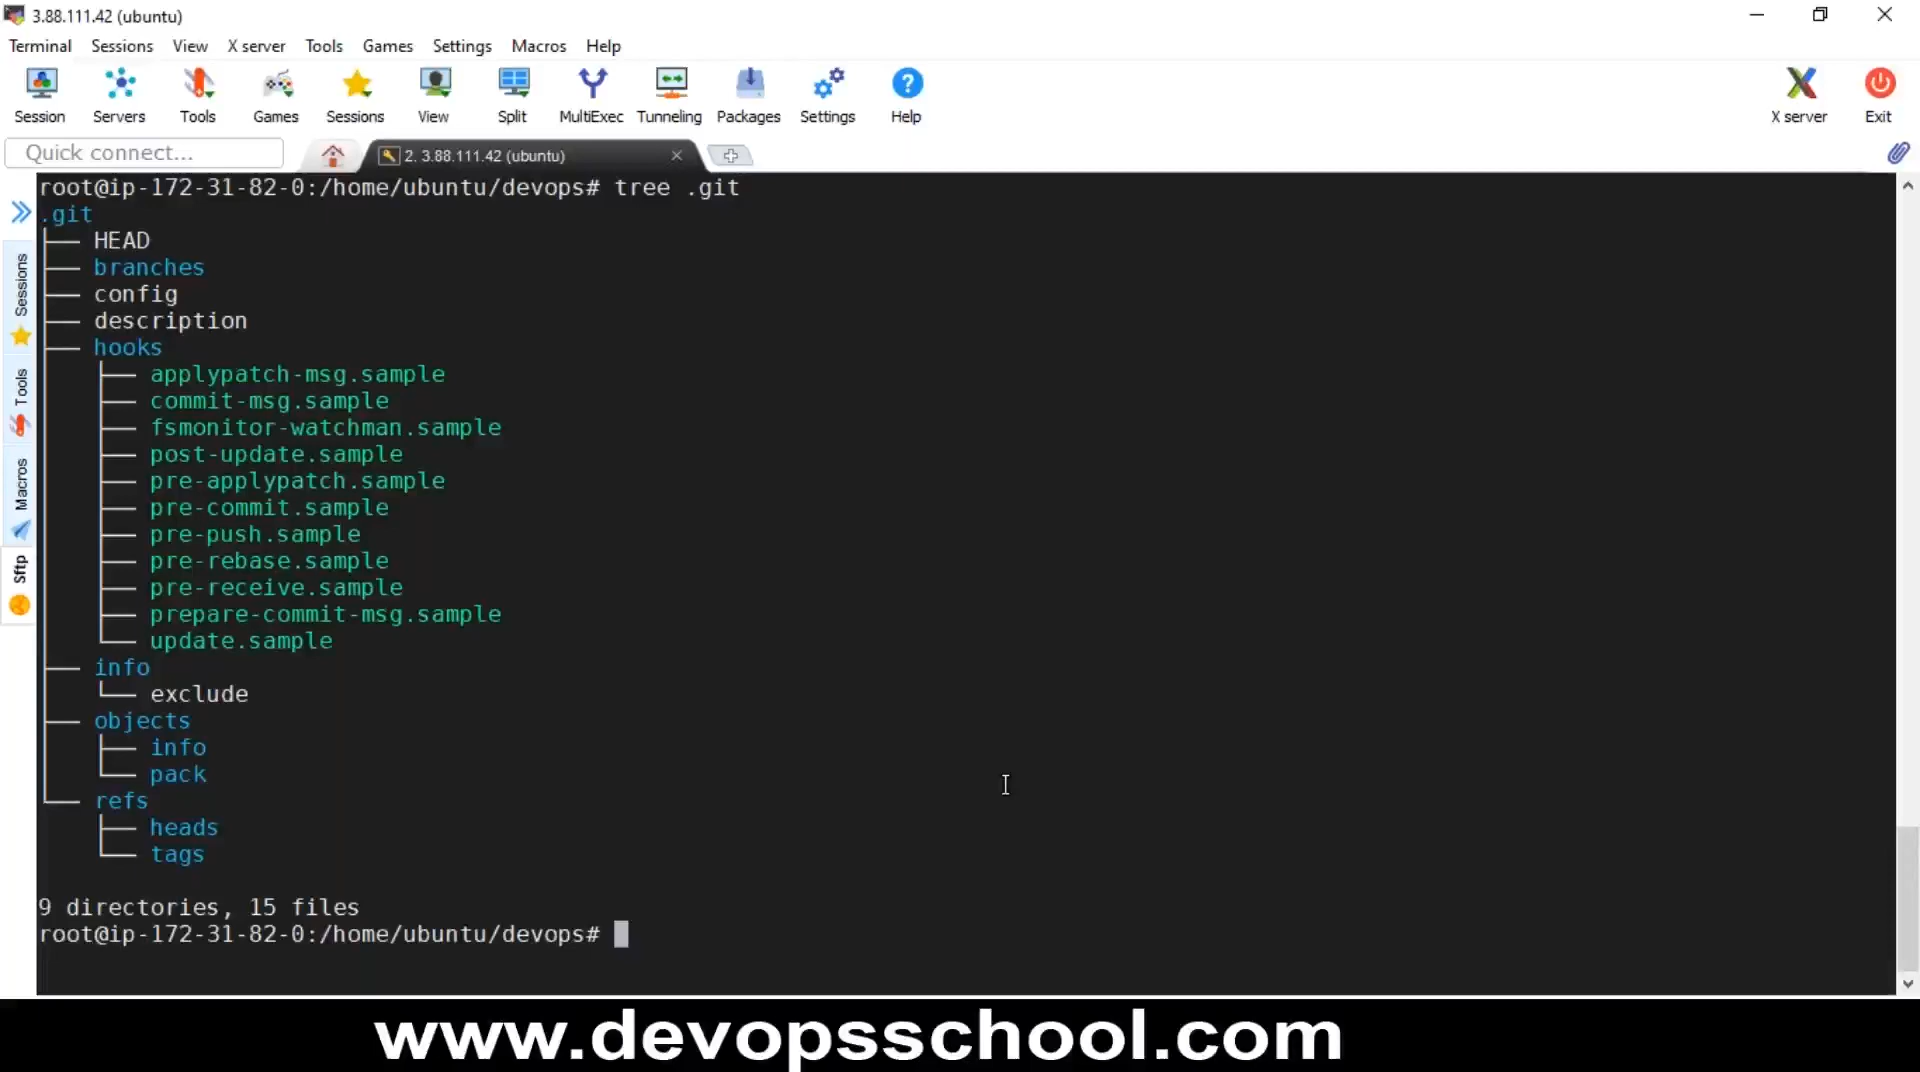 3.88.111.42 (ubuntu)
Terminal Sessions View X server Tools Games Settings Macros Help
Session Servers Tools Games Sessions View Split MultiExec Tunneling Packages Settings Help X server Exit
Quick connect... 2. 3.88.111.42 (ubuntu)
root@ip-172-31-82-0:/home/ubuntu/devops# tree .git
.git
├── HEAD
├── branches
├── config
├── description
├── hooks
│   ├── applypatch-msg.sample
│   ├── commit-msg.sample
│   ├── fsmonitor-watchman.sample
│   ├── post-update.sample
│   ├── pre-applypatch.sample
│   ├── pre-commit.sample
│   ├── pre-push.sample
│   ├── pre-rebase.sample
│   ├── pre-receive.sample
│   ├── prepare-commit-msg.sample
│   └── update.sample
├── info
│   └── exclude
├── objects
│   ├── info
│   └── pack
└── refs
    ├── heads
    └── tags
9 directories, 15 files
root@ip-172-31-82-0:/home/ubuntu/devops#
Sessions
Tools
Macros
Sftp
www.devopsschool.com